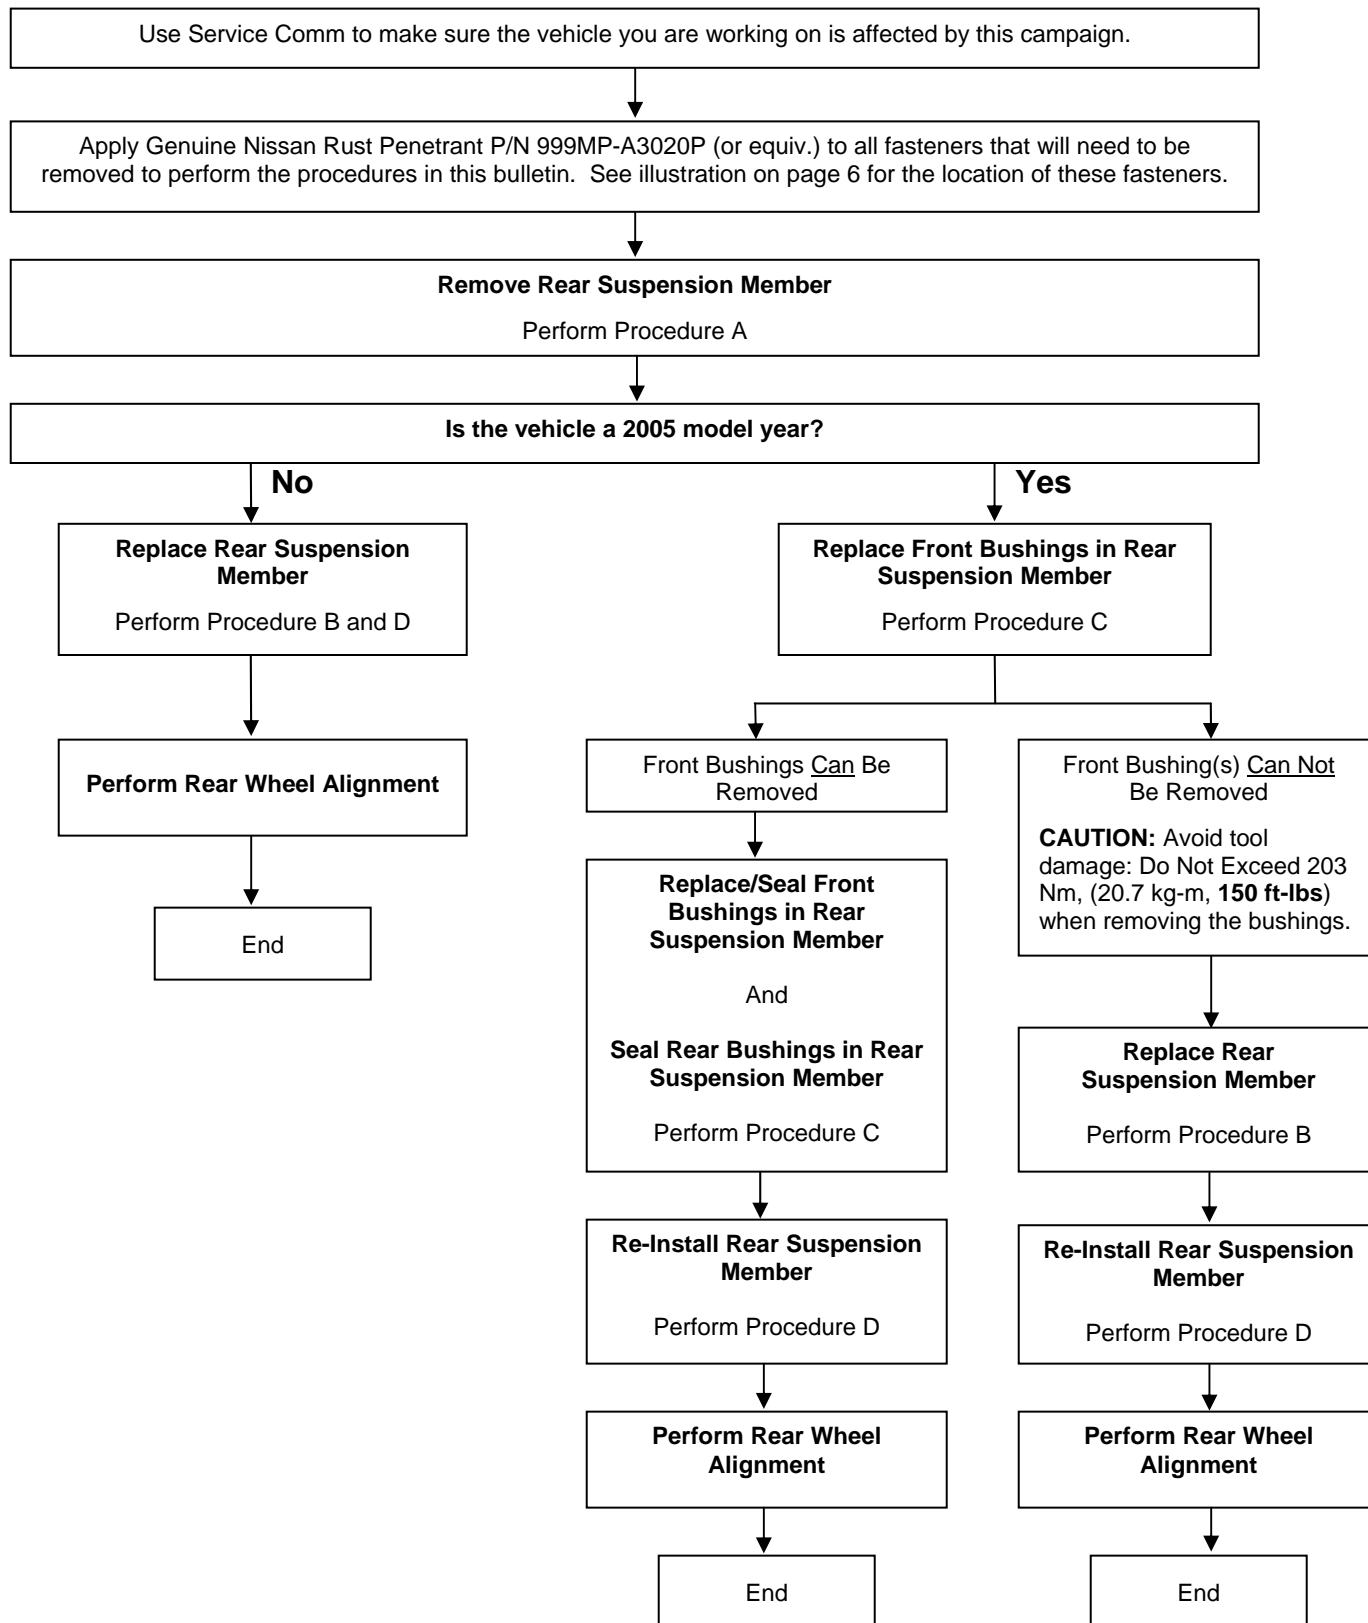 Use Service Comm to make sure the vehicle you are working on is affected by this campaign.
Apply Genuine Nissan Rust Penetrant P/N 999MP-A3020P (or equiv.) to all fasteners that will need to be
removed to perform the procedures in this bulletin.  See illustration on page 6 for the location of these fasteners.
Remove Rear Suspension Member
Perform Procedure A
Is the vehicle a 2005 model year?
No
Replace Rear Suspension
Member
Perform Procedure B and D
Perform Rear Wheel Alignment
End
Yes
Replace Front Bushings in Rear
Suspension Member
Perform Procedure C
Front Bushings Can Be
Removed
Replace/Seal Front
Bushings in Rear
Suspension Member
And
Seal Rear Bushings in Rear
Suspension Member
Perform Procedure C
Re-Install Rear Suspension
Member
Perform Procedure D
Perform Rear Wheel
Alignment
End
Front Bushing(s) Can Not
Be Removed
CAUTION: Avoid tool
damage: Do Not Exceed 203
Nm, (20.7 kg-m, 150 ft-lbs)
when removing the bushings.
Replace Rear
Suspension Member
Perform Procedure B
Re-Install Rear Suspension
Member
Perform Procedure D
Perform Rear Wheel
Alignment
End